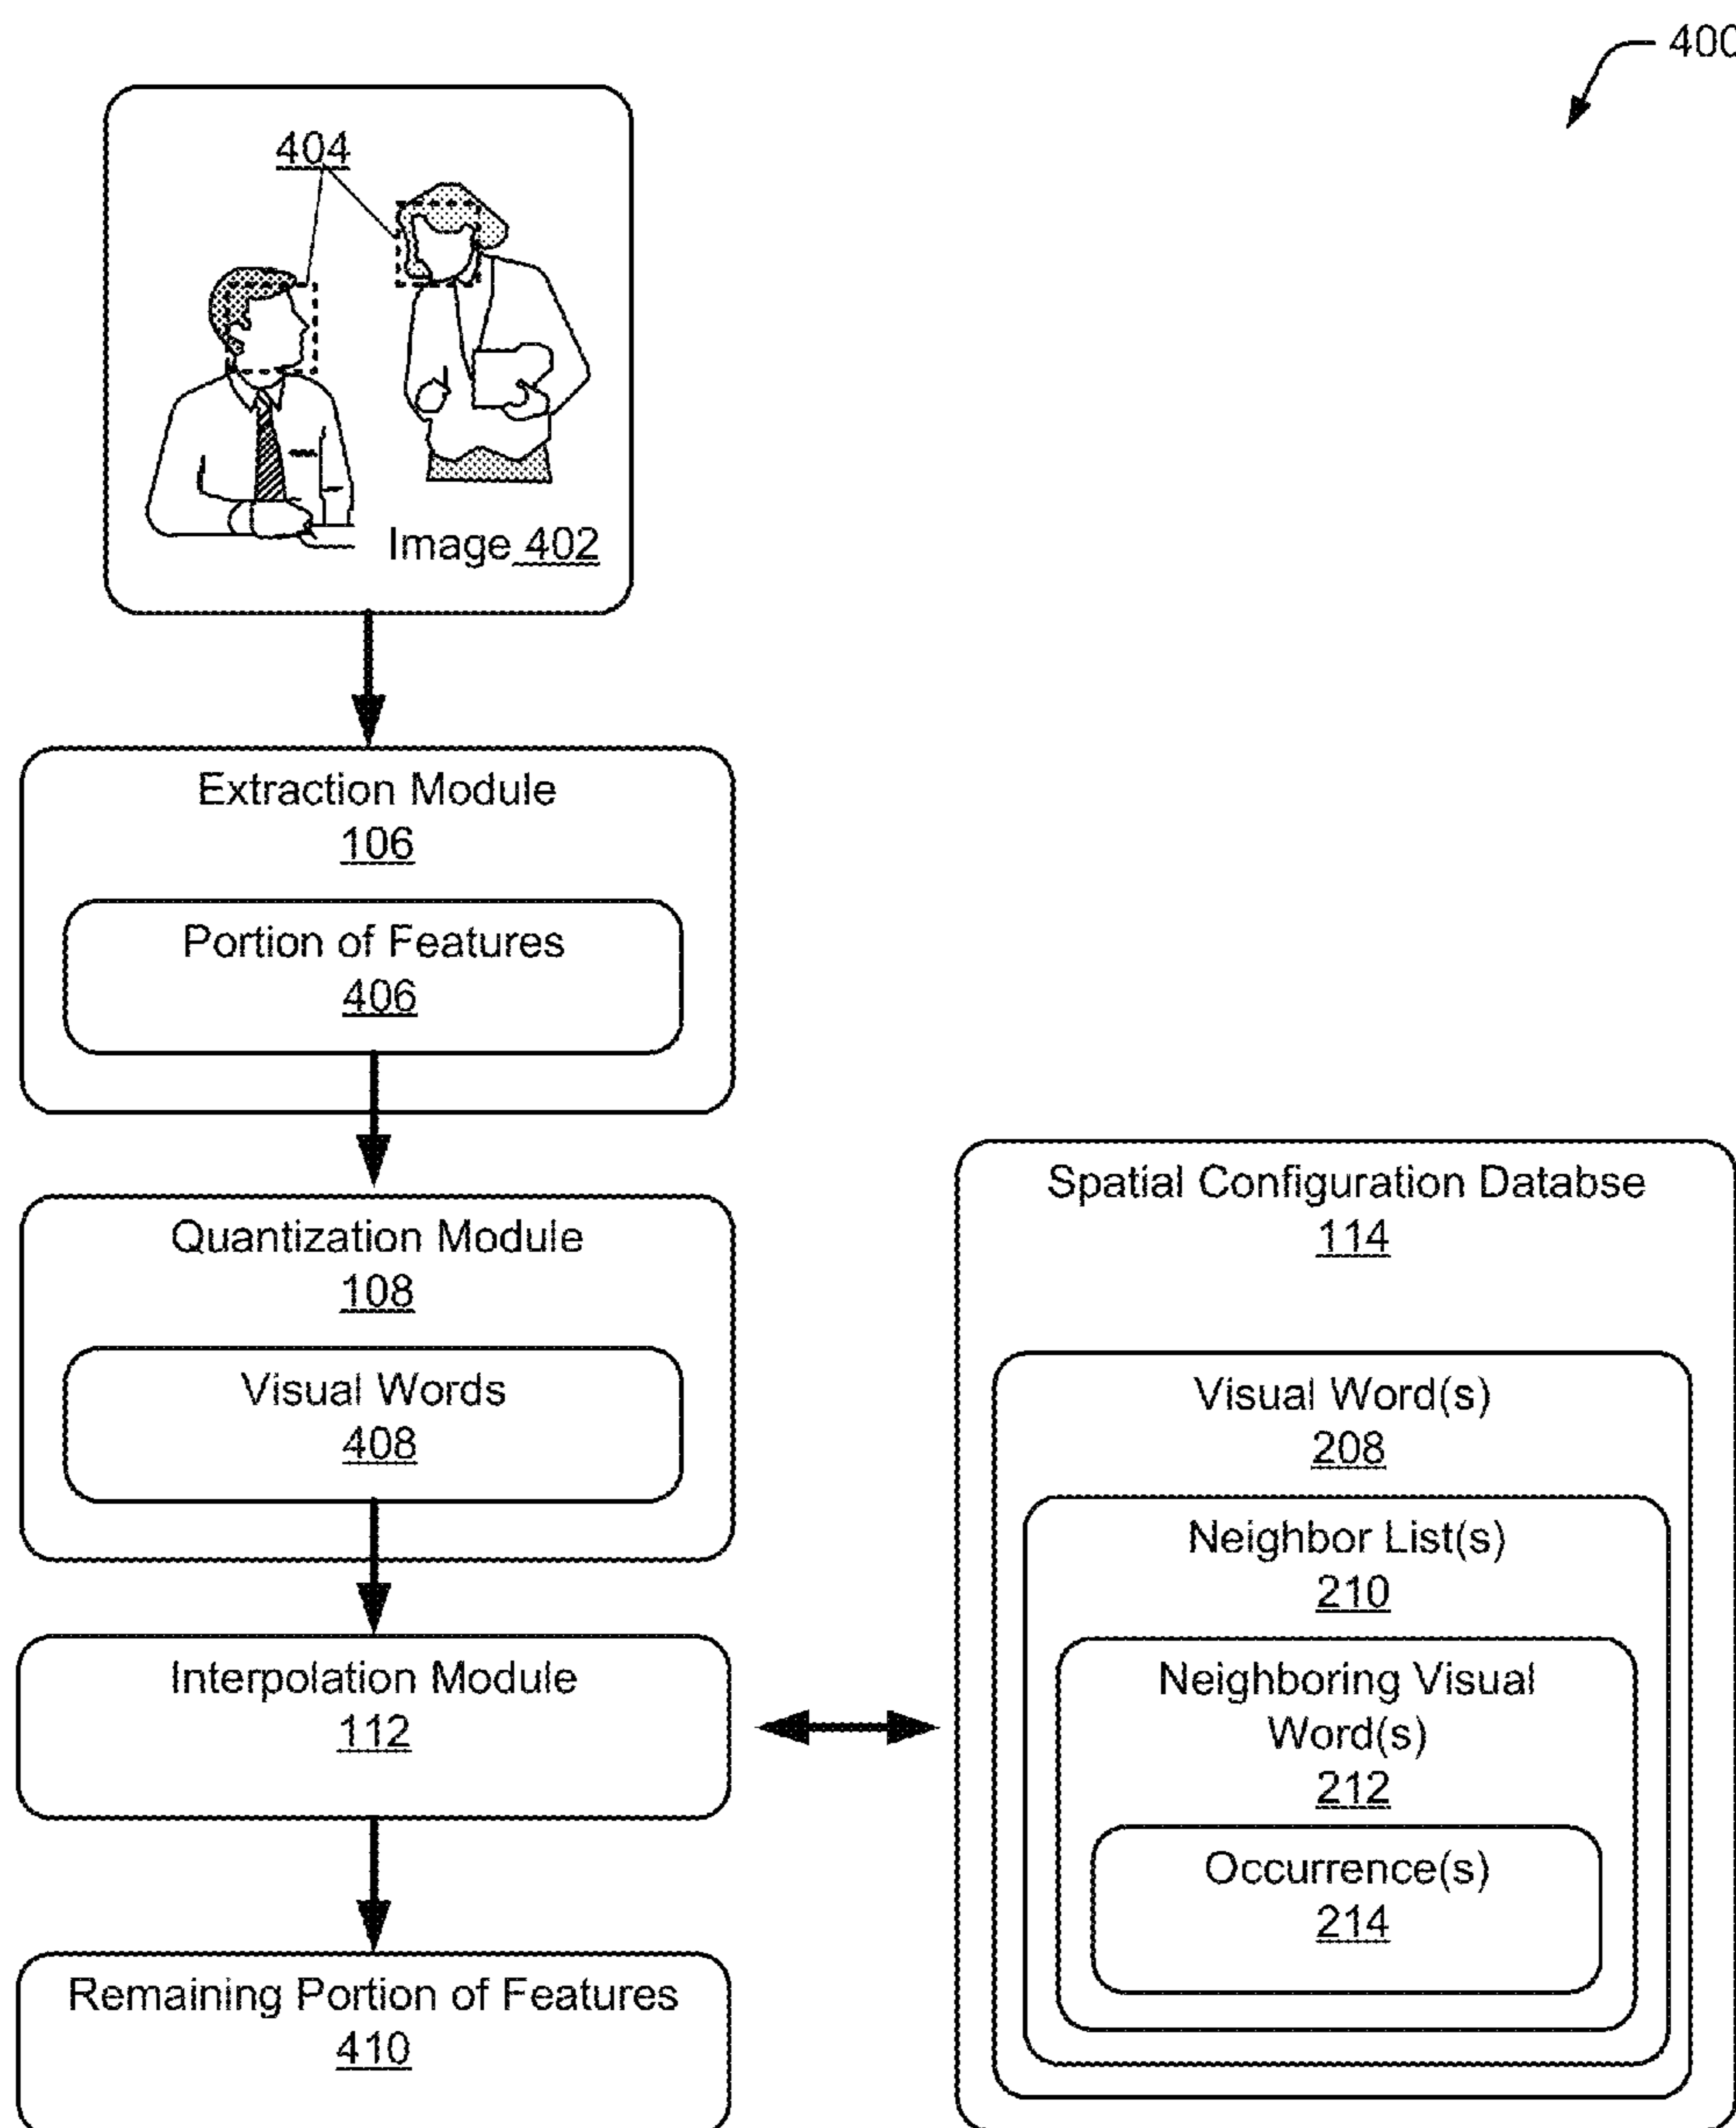 400
404
Image 402
Extraction Module
106
Portion of Features
406
Quantization Module
108
Visual Words
408
Interpolation Module
112
Remaining Portion of Features
410
Spatial Configuration Databse
114
Visual Word(s)
208
Neighbor List(s)
210
Neighboring Visual
Word(s)
212
Occurrence(s)
214